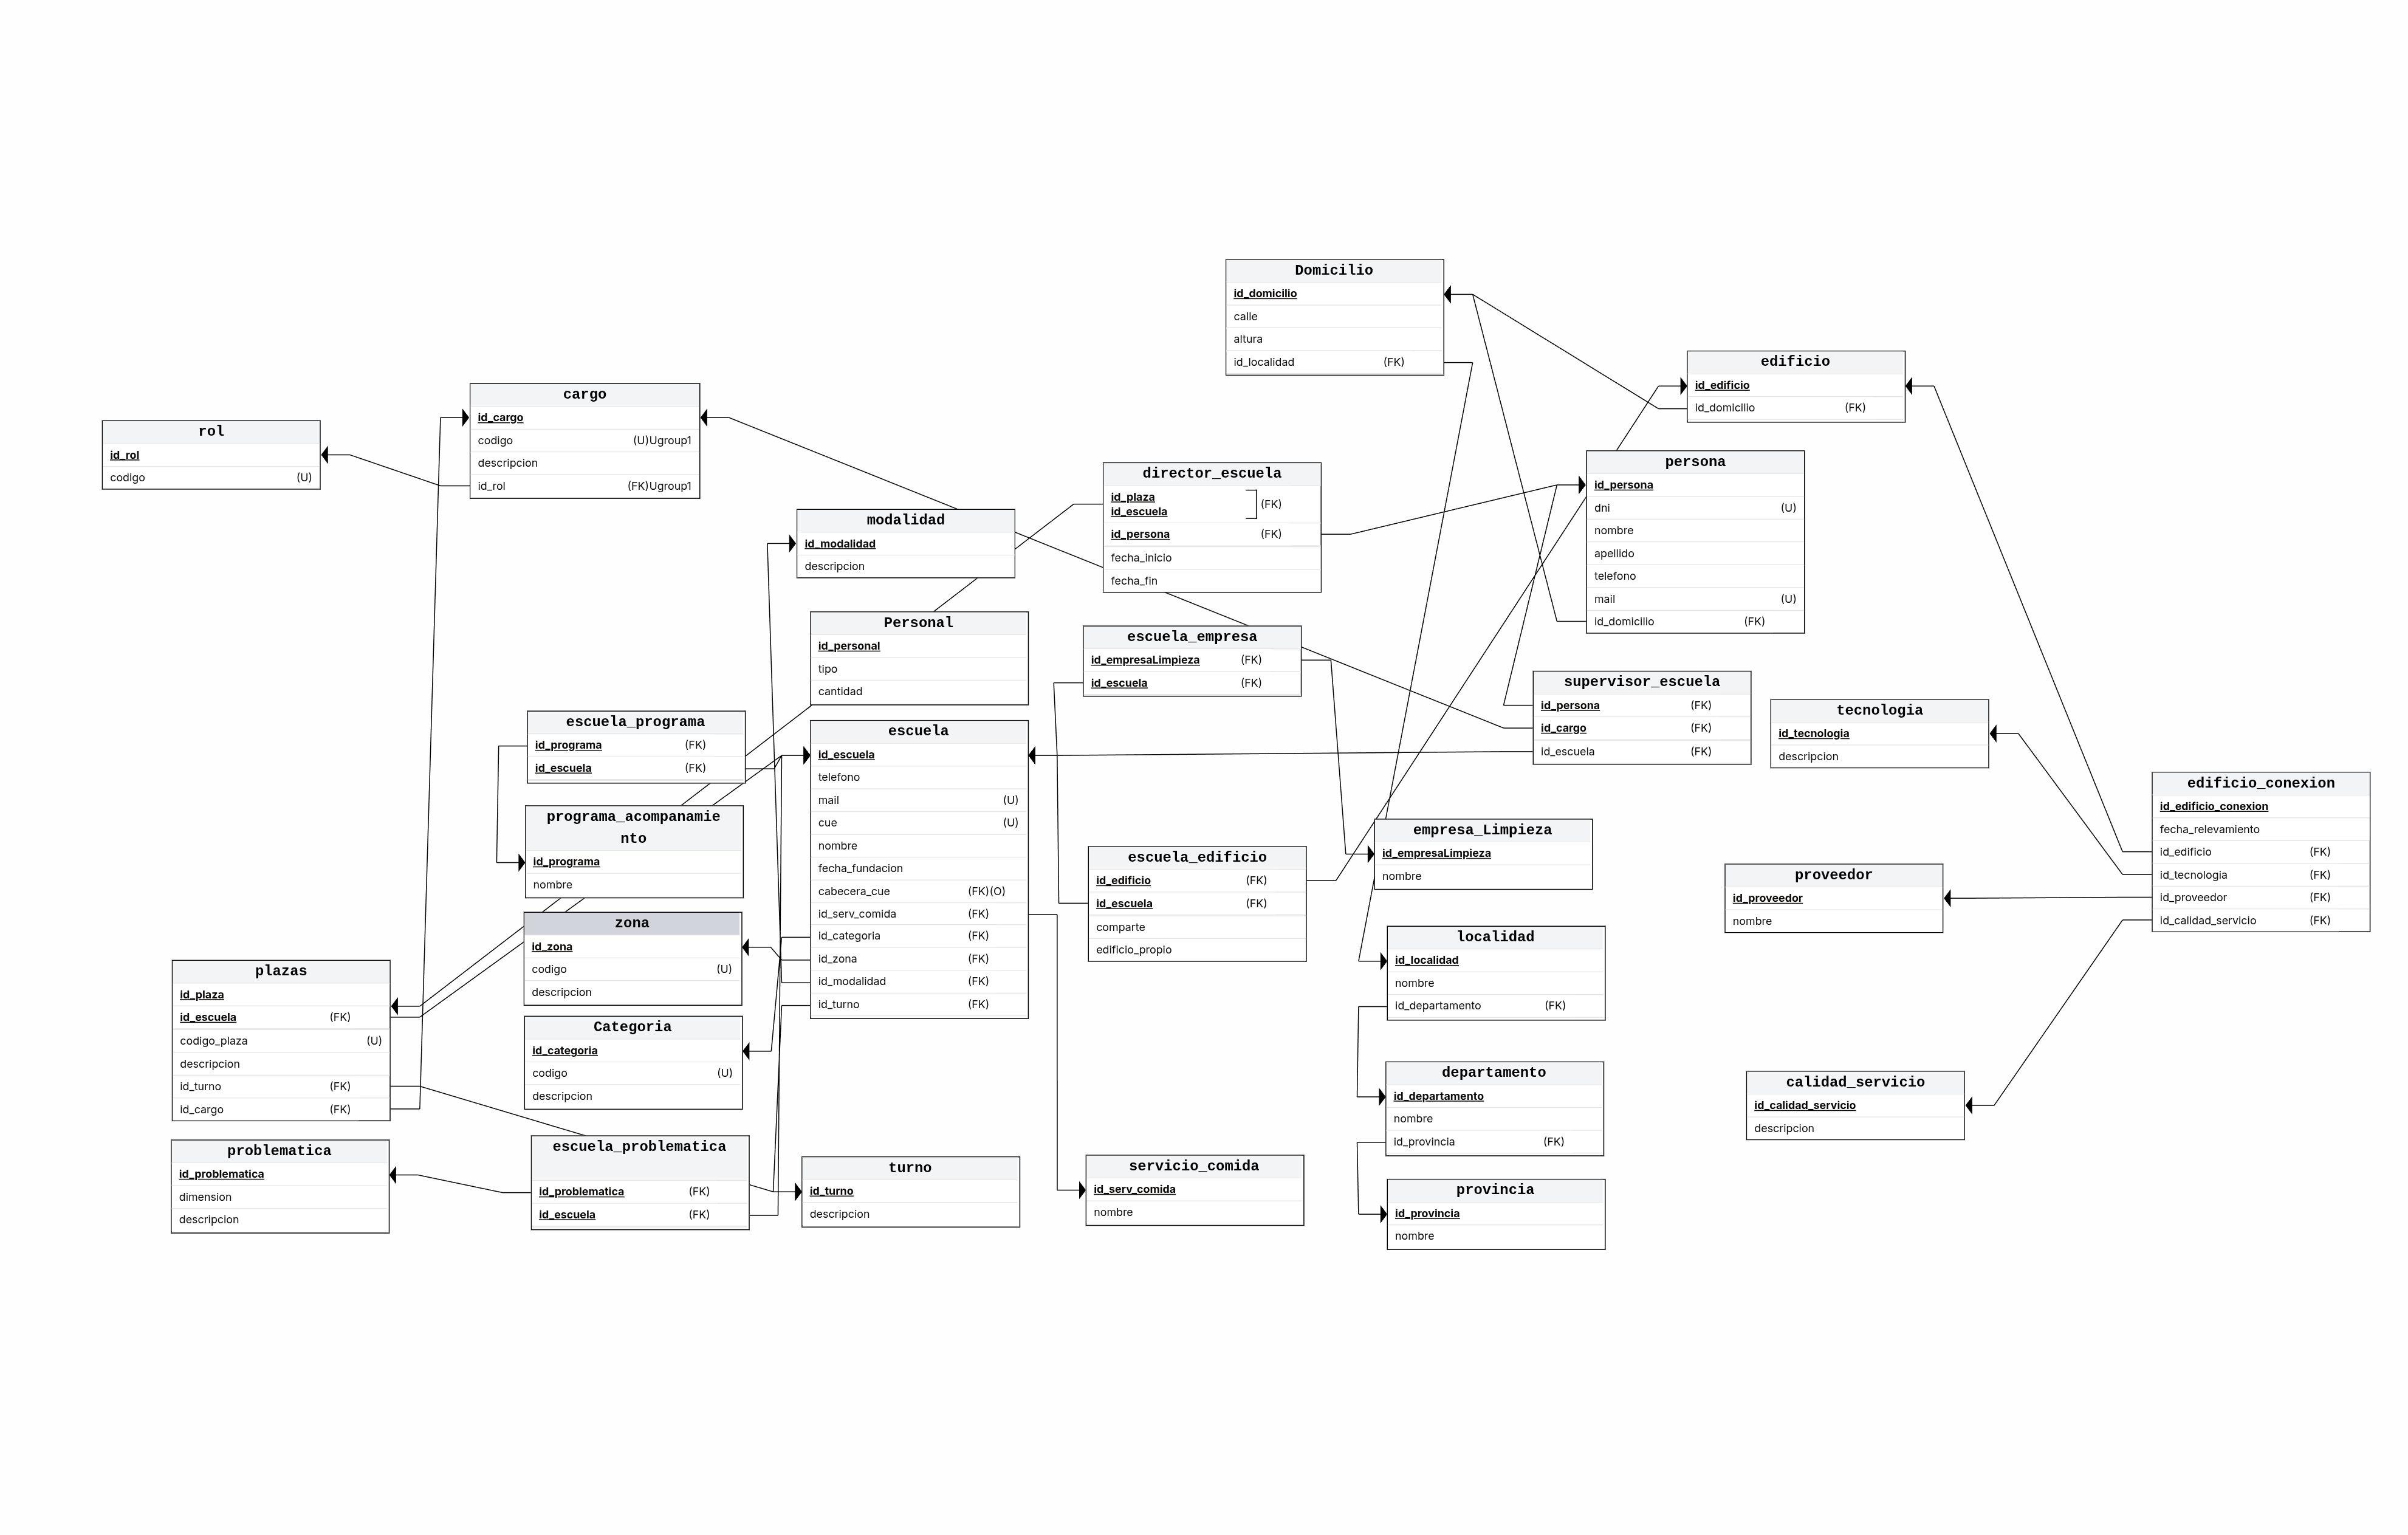 Domicilio
id_domicilio
calle
altura
id_localidad (FK)
edificio
id_edificio
id_domicilio (FK)
cargo
id_cargo
codigo (U)Ugroup1
descripcion
id_rol (FK)Ugroup1
rol
id_rol
codigo (U)
director_escuela
id_plaza
id_escuela (FK)
id_persona (FK)
fecha_inicio
fecha_fin
persona
id_persona
dni (U)
nombre
apellido
telefono
mail (U)
id_domicilio (FK)
modalidad
id_modalidad
descripcion
Personal
id_personal
tipo
cantidad
escuela_empresa
id_empresaLimpieza (FK)
id_escuela (FK)
supervisor_escuela
id_persona (FK)
id_cargo (FK)
id_escuela (FK)
tecnologia
id_tecnologia
descripcion
escuela_programa
id_programa (FK)
id_escuela (FK)
escuela
id_escuela
telefono
mail (U)
cue (U)
nombre
fecha_fundacion
cabecera_cue (FK)(O)
id_serv_comida (FK)
id_categoria (FK)
id_zona (FK)
id_modalidad (FK)
id_turno (FK)
edificio_conexion
id_edificio_conexion
fecha_relevamiento
id_edificio (FK)
id_tecnologia (FK)
id_proveedor (FK)
id_calidad_servicio (FK)
programa_acompanamie
nto
id_programa
nombre
empresa_Limpieza
id_empresaLimpieza
nombre
escuela_edificio
id_edificio (FK)
id_escuela (FK)
comparte
edificio_propio
proveedor
id_proveedor
nombre
zona
id_zona
codigo (U)
descripcion
localidad
id_localidad
nombre
id_departamento (FK)
plazas
id_plaza
id_escuela (FK)
codigo_plaza (U)
descripcion
id_turno (FK)
id_cargo (FK)
Categoria
id_categoria
codigo (U)
descripcion
departamento
id_departamento
nombre
id_provincia (FK)
calidad_servicio
id_calidad_servicio
descripcion
problematica
id_problematica
dimension
descripcion
escuela_problematica
id_problematica (FK)
id_escuela (FK)
turno
id_turno
descripcion
servicio_comida
id_serv_comida
nombre
provincia
id_provincia
nombre